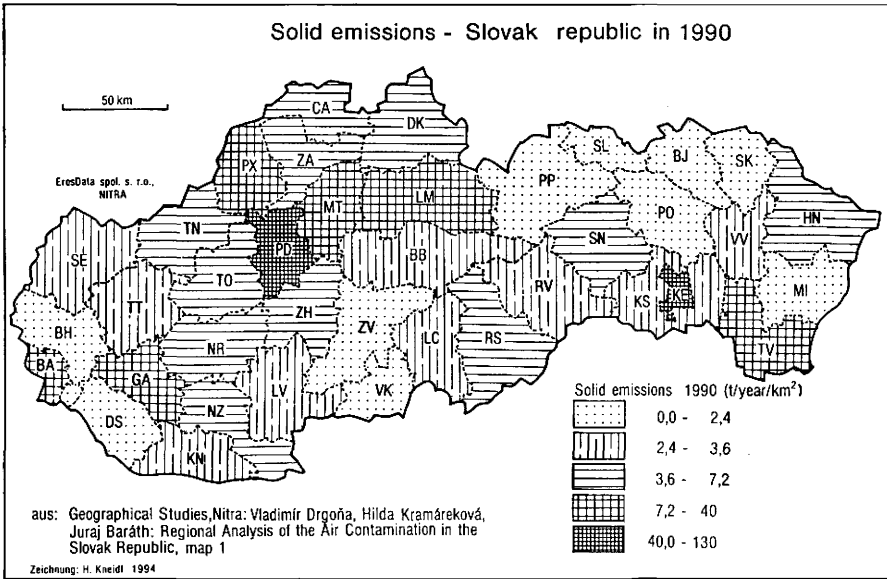 Solid emissions - Slovak republic in 1990
50 km
EresData spol. s. r.o.,
NITRA
CA
DK
PX
ZA
SL
BJ
SK
PP
MT
LM
PO
HN
TN
SN
VV
SE
PD
BB
TO
RV
MI
TT
KS
KE
BH
ZH
ZV
LC
RS
TV
BA
NR
GA
LV
VK
DS
NZ
KN
Solid emissions 1990 (t/year/km²)
0,0 - 2,4
2,4 - 3,6
3,6 - 7,2
7,2 - 40
40,0 - 130
aus: Geographical Studies,Nitra: Vladimír Drgoňa, Hilda Kramáreková,
Juraj Baráth: Regional Analysis of the Air Contamination in the
Slovak Republic, map 1
Zeichnung: H. Kneidl 1994